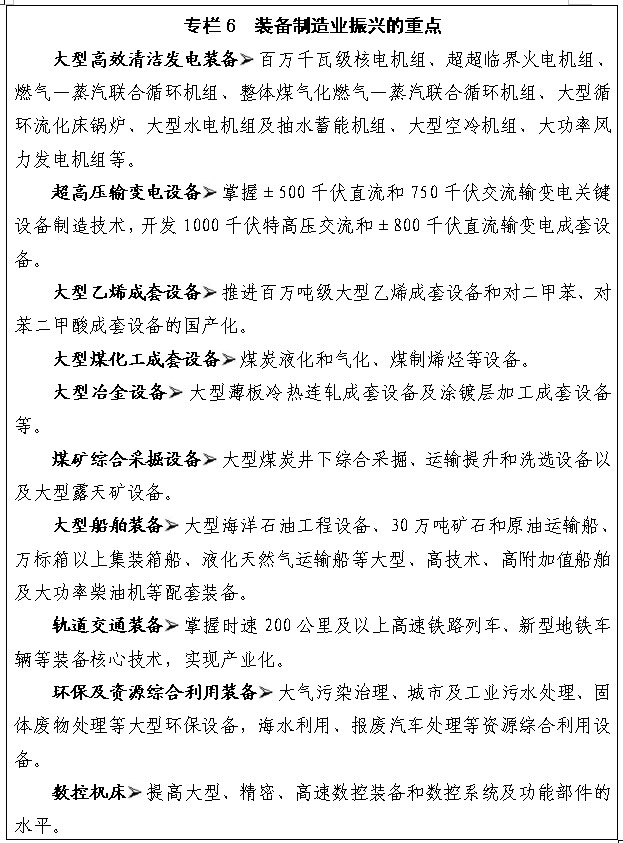 专栏 6 装备制造业振兴的重点
大型高效清洁发电装备➢百万千瓦级核电机组、超超临界火电机组、
燃气—蒸汽联合循环机组、整体煤气化燃气—蒸汽联合循环机组、大型循
环流化床锅炉、大型水电机组及抽水蓄能机组、大型空冷机组、大功率风
力发电机组等。
超高压输变电设备➢掌握±500 千伏直流和 750 千伏交流输变电关键
设备制造技术，开发 1000 千伏特高压交流和±800 千伏直流输变电成套设
备。
大型乙烯成套设备➢推进百万吨级大型乙烯成套设备和对二甲苯、对
苯二甲酸成套设备的国产化。
大型煤化工成套设备➢煤炭液化和气化、煤制烯烃等设备。
大型冶金设备➢大型薄板冷热连轧成套设备及涂镀层加工成套设备
等。
煤矿综合采掘设备➢大型煤炭井下综合采掘、运输提升和洗选设备以
及大型露天矿设备。
大型船舶装备➢大型海洋石油工程设备、30 万吨矿石和原油运输船、
万标箱以上集装箱船、液化天然气运输船等大型、高技术、高附加值船舶
及大功率柴油机等配套装备。
轨道交通装备➢掌握时速 200 公里及以上高速铁路列车、新型地铁车
辆等装备核心技术，实现产业化。
环保及资源综合利用装备➢大气污染治理、城市及工业污水处理、固
体废物处理等大型环保设备，海水利用、报废汽车处理等资源综合利用设
备。
数控机床➢提高大型、精密、高速数控装备和数控系统及功能部件的
水平。